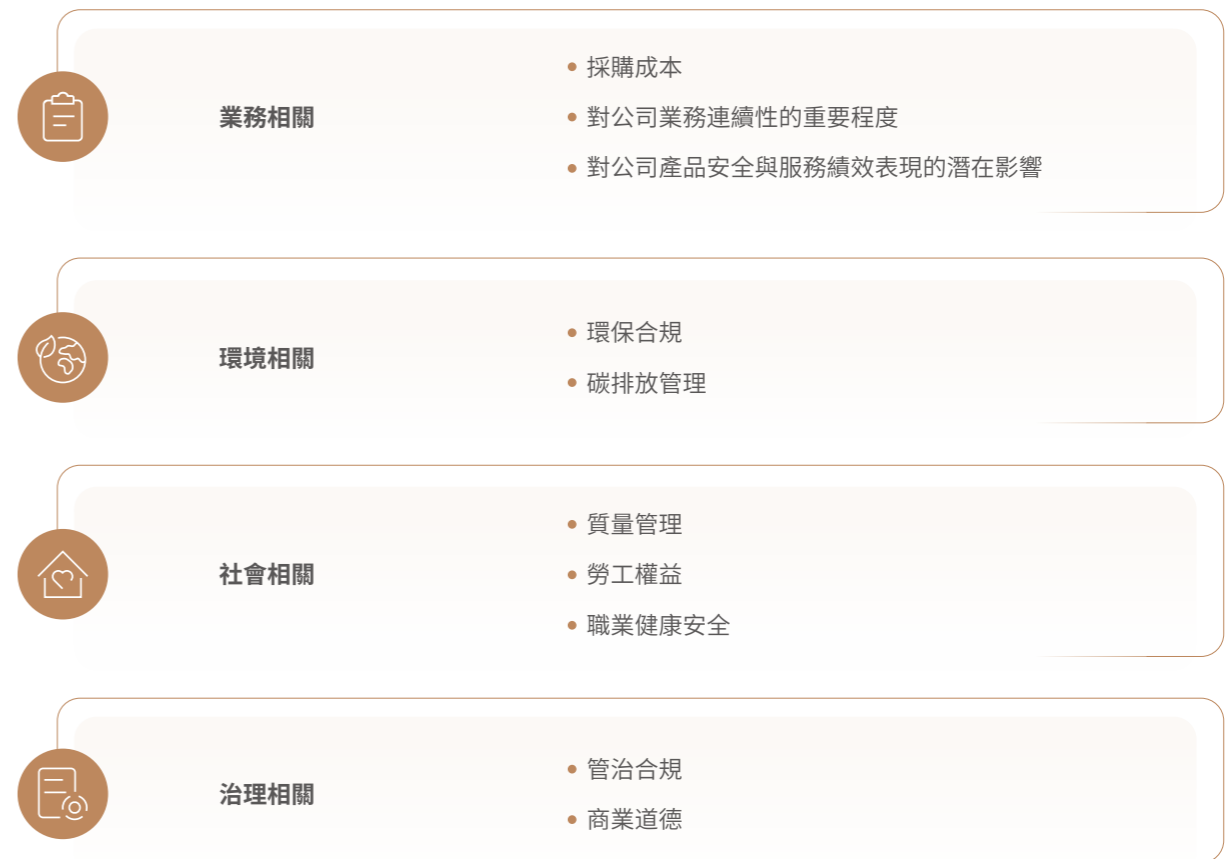 業務相關
採購成本
對公司業務連續性的重要程度
對公司產品安全與服務績效表現的潛在影響
環境相關
環保合規
碳排放管理
社會相關
質量管理
勞工權益
職業健康安全
治理相關
管治合規
商業道德